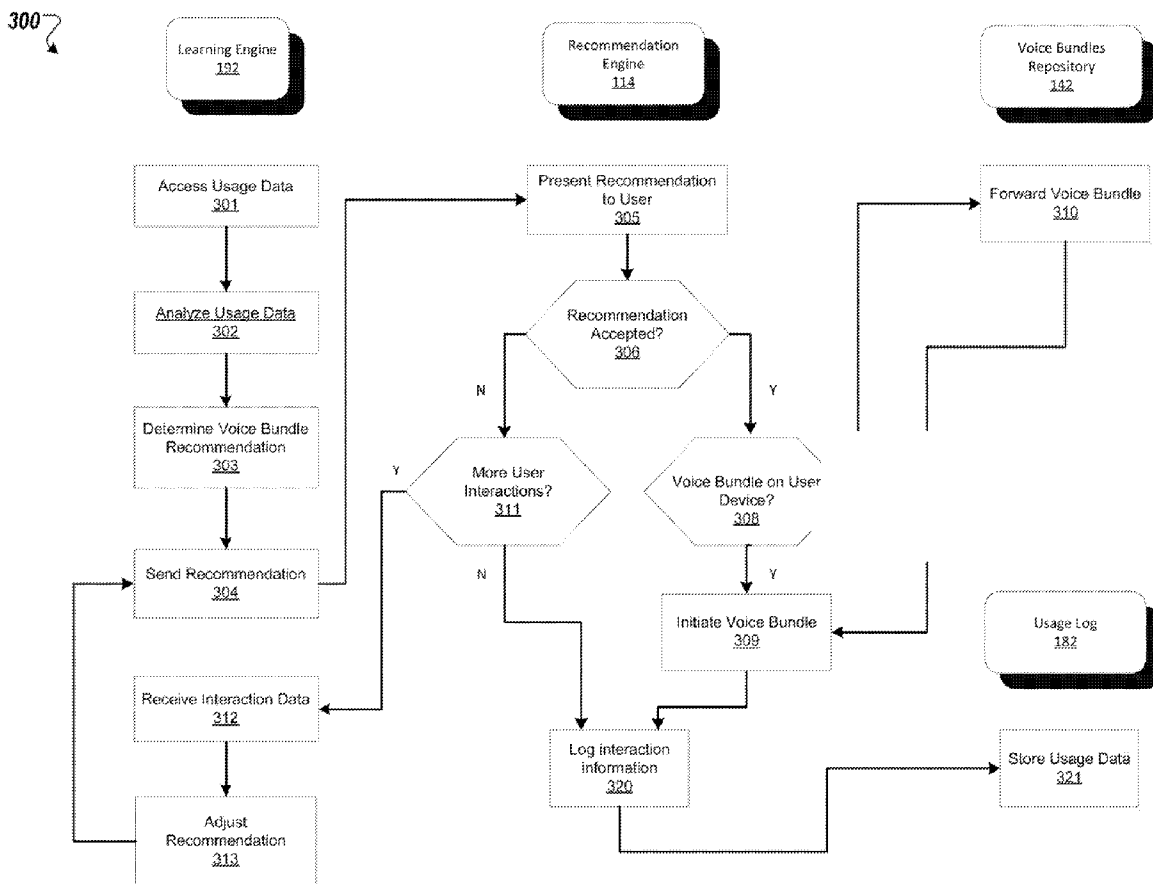 300
Learning Engine
192
Recommendation
Engine
114
Voice Bundles
Repository
142
Access Usage Data
301
Present Recommendation
to User
305
Forward Voice Bundle
310
Analyze Usage Data
302
Recommendation
Accepted?
306
N
Y
Determine Voice Bundle
Recommendation
303
Y
More User
Interactions?
311
Voice Bundle on User
Device?
308
Send Recommendation
304
N
Y
Initiate Voice Bundle
309
Usage Log
182
Receive Interaction Data
312
Log interaction
information
320
Store Usage Data
321
Adjust
Recommendation
313